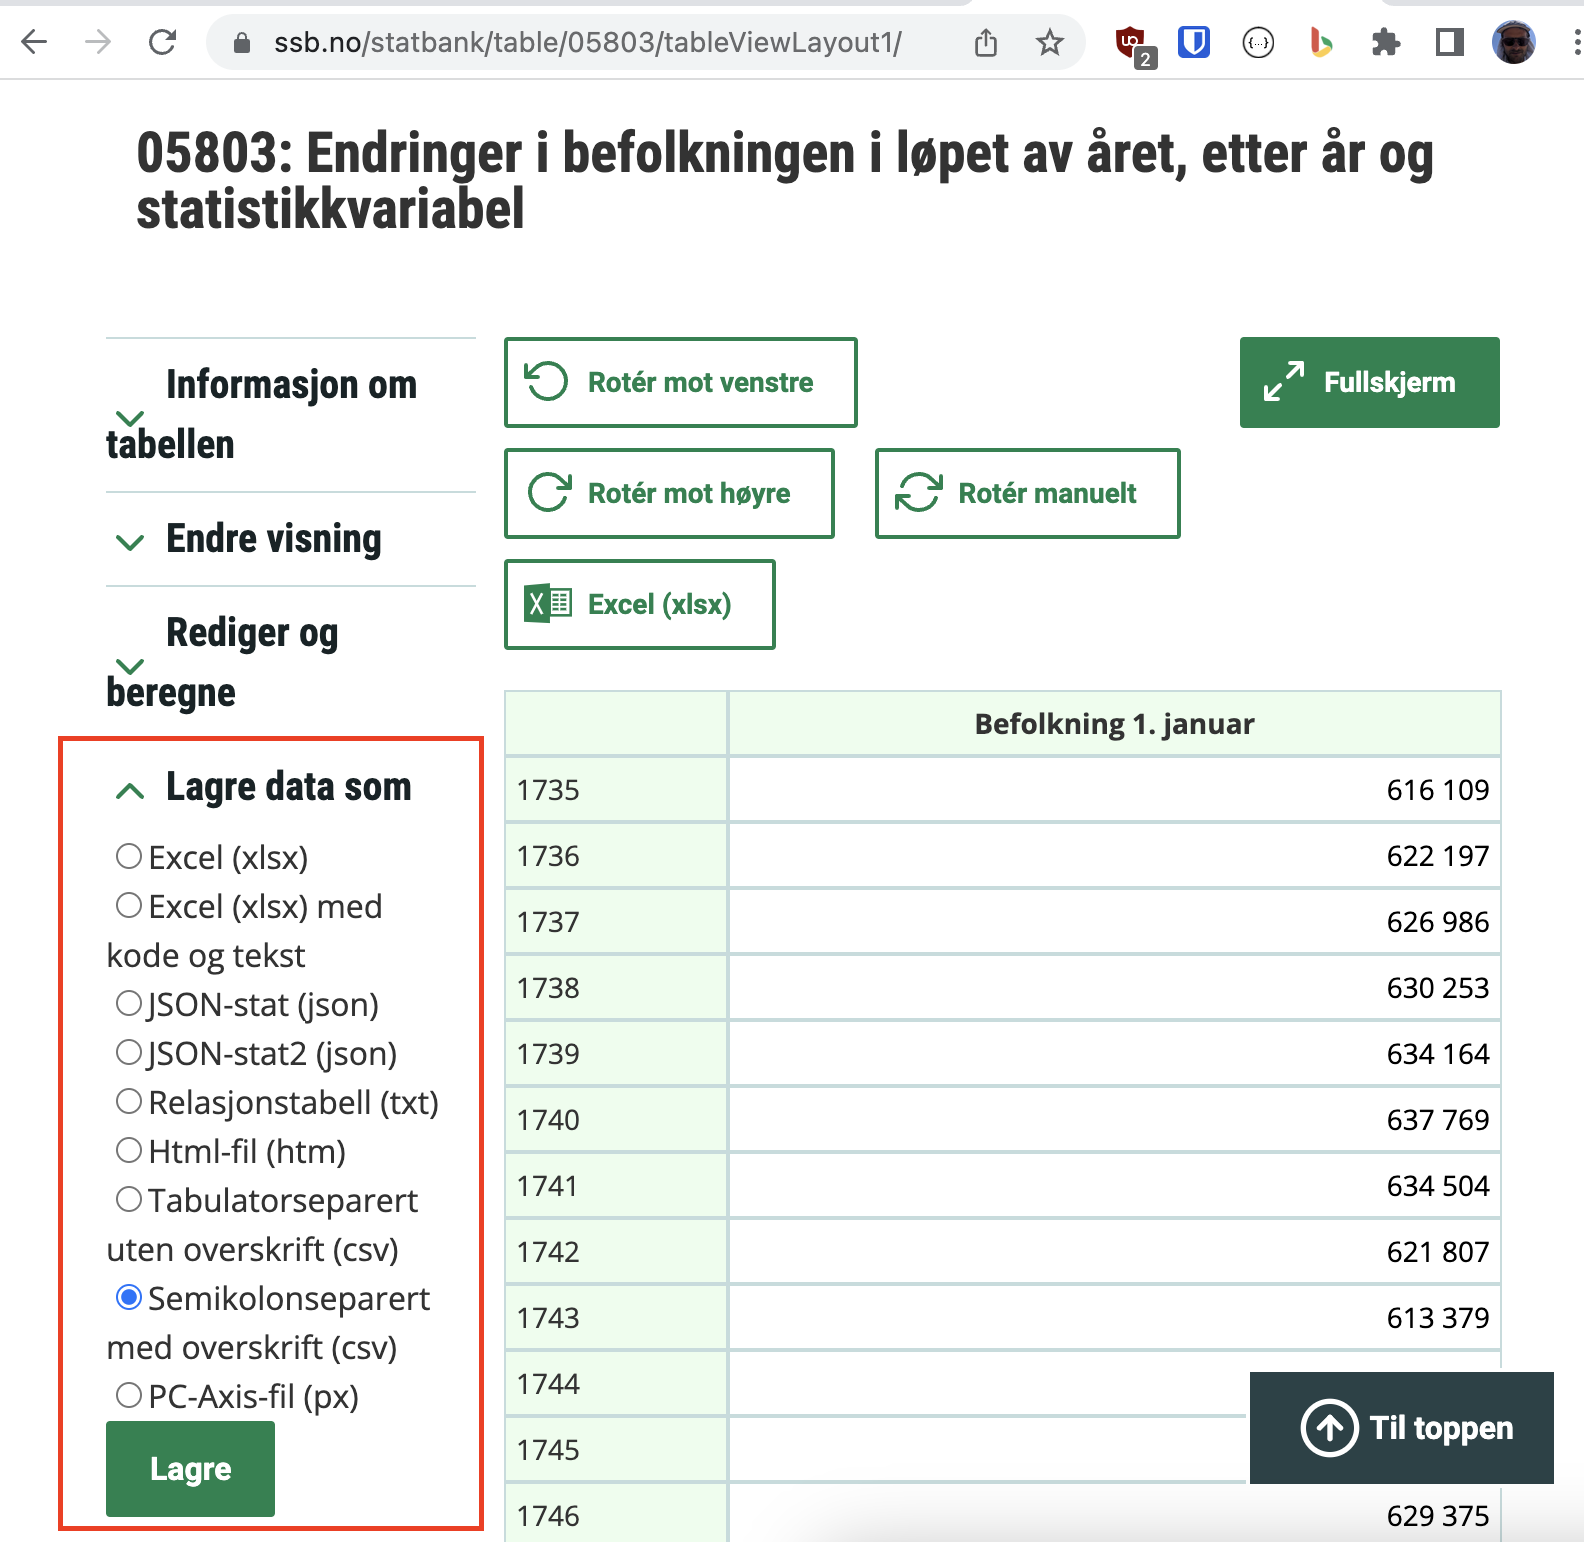 ssb.no/statbank/table/05803/tableViewLayout1/
2
05803: Endringer i befolkningen i løpet av året, etter år og
statistikkvariabel
Informasjon om
tabellen
Endre visning
Rediger og
beregne
Lagre data som
Excel (xlsx)
Excel (xlsx) med
kode og tekst
JSON-stat (json)
JSON-stat2 (json)
Relasjonstabell (txt)
Html-fil (htm)
Tabulatorseparert
uten overskrift (csv)
Semikolonseparert
med overskrift (csv)
PC-Axis-fil (px)
Lagre
Rotér mot venstre
Fullskjerm
Rotér mot høyre
Rotér manuelt
Excel (xlsx)
Befolkning 1. januar
1735 616 109
1736 622 197
1737 626 986
1738 630 253
1739 634 164
1740 637 769
1741 634 504
1742 621 807
1743 613 379
1744
1745
1746 629 375
Til toppen